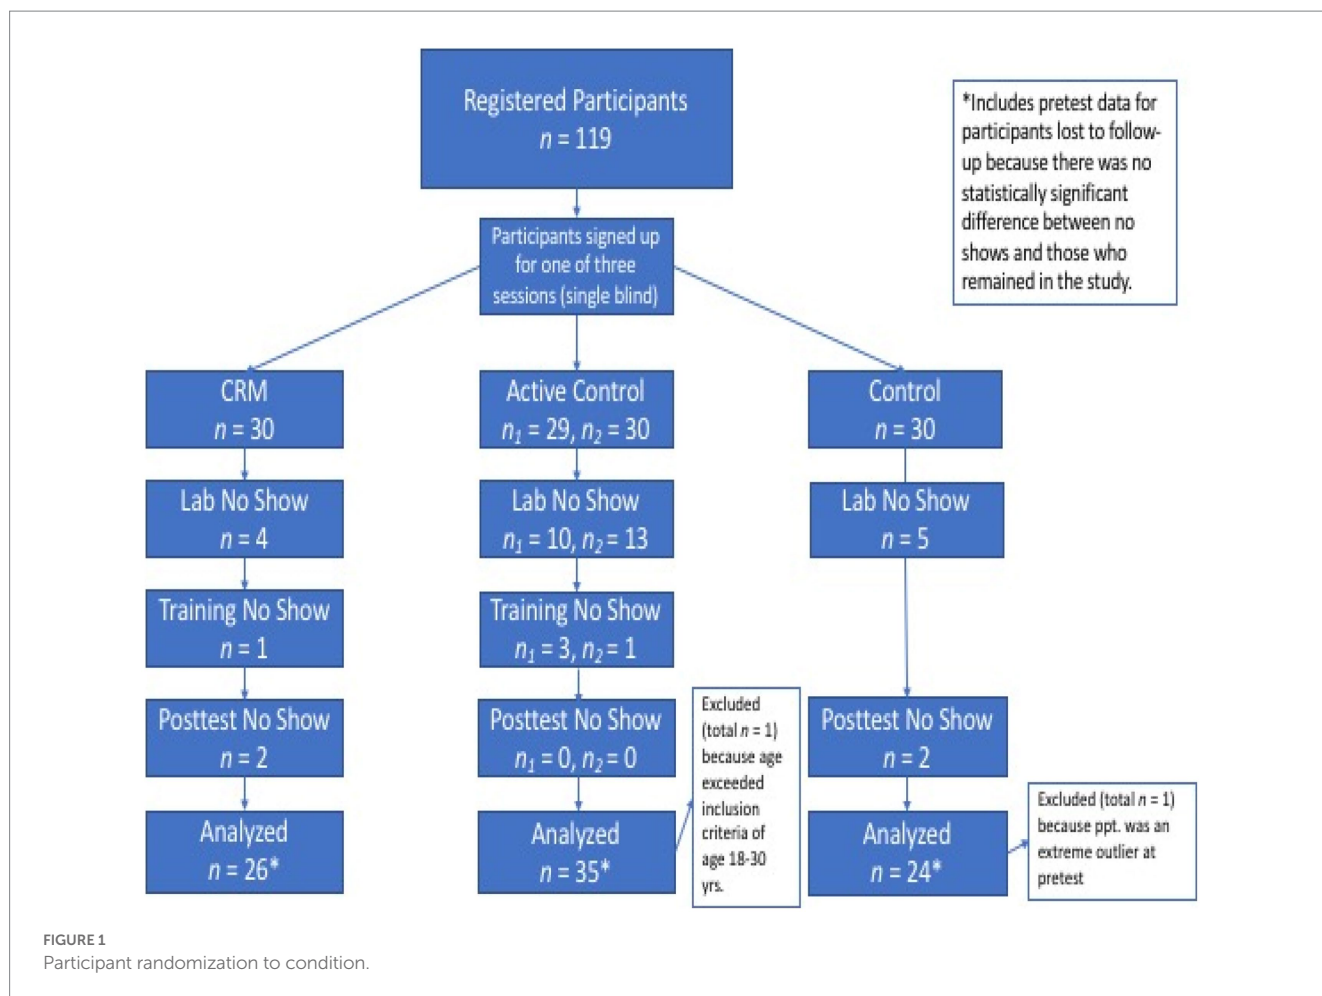 Registered Participants
n = 119
*Includes pretest data for
participants lost to follow-
up because there was no
statistically significant
difference between no
shows and those who
remained in the study.
Participants signed up
for one of three
sessions (single blind)
CRM
n = 30
Active Control
n₁ = 29, n₂ = 30
Control
n = 30
Lab No Show
n = 4
Lab No Show
n₁ = 10, n₂ = 13
Lab No Show
n = 5
Training No Show
n = 1
Training No Show
n₁ = 3, n₂ = 1
Posttest No Show
n = 2
Posttest No Show
n₁ = 0, n₂ = 0
Excluded
(total n = 1)
because age
exceeded
inclusion
criteria of
age 18-30
yrs.
Posttest No Show
n = 2
Analyzed
n = 26*
Analyzed
n = 35*
Analyzed
n = 24*
Excluded (total n = 1)
because ppt. was an
extreme outlier at
pretest
FIGURE 1
Participant randomization to condition.